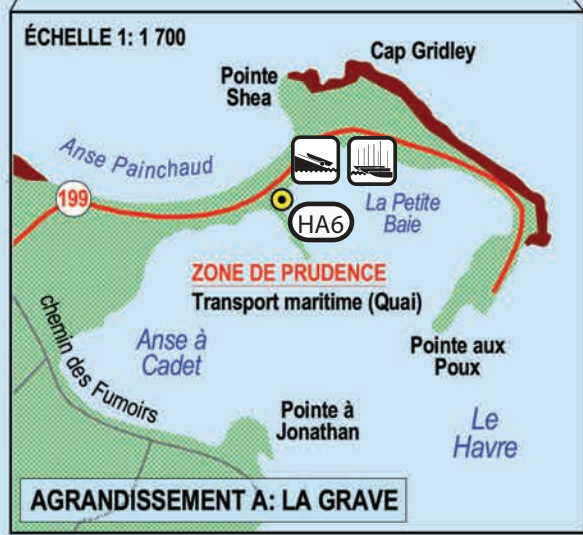 ÉCHELLE 1: 1 700
Cap Gridley
Pointe
Shea
Anse Painchaud
199
La Petite
Baie
HA6
ZONE DE PRUDENCE
Transport maritime (Quai)
chemin des Fumoirs
Anse à
Cadet
Pointe aux
Poux
Pointe à
Jonathan
Le
Havre
AGRANDISSEMENT A: LA GRAVE